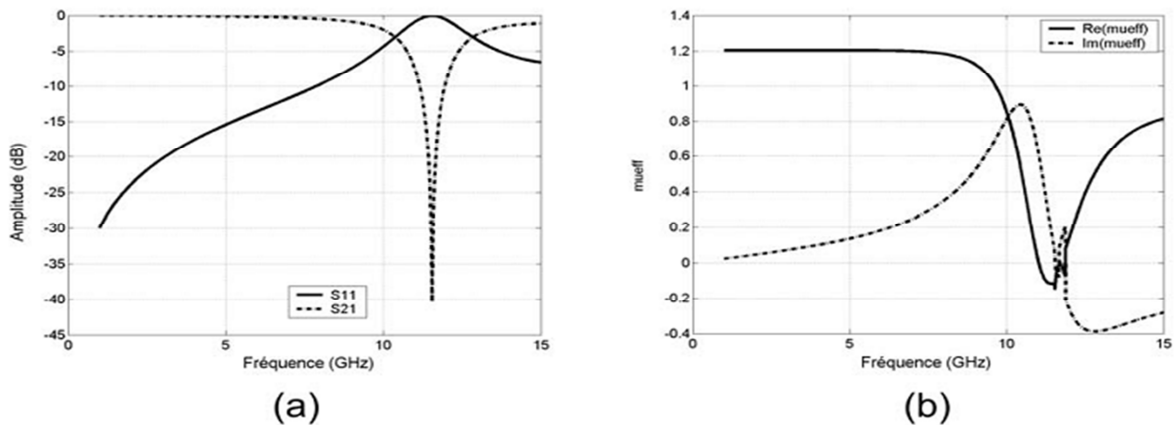 0
-5
-10
-15
-20
-25
-30
-35
-40
-45
Amplitude (dB)
S11
S21
0 5 10 15
Fréquence (GHz)
(a)
1.4
1.2
1
0.8
0.6
0.4
0.2
0
-0.2
-0.4
mueff
Re(mueff)
Im(mueff)
0 5 10 15
Fréquence (GHz)
(b)